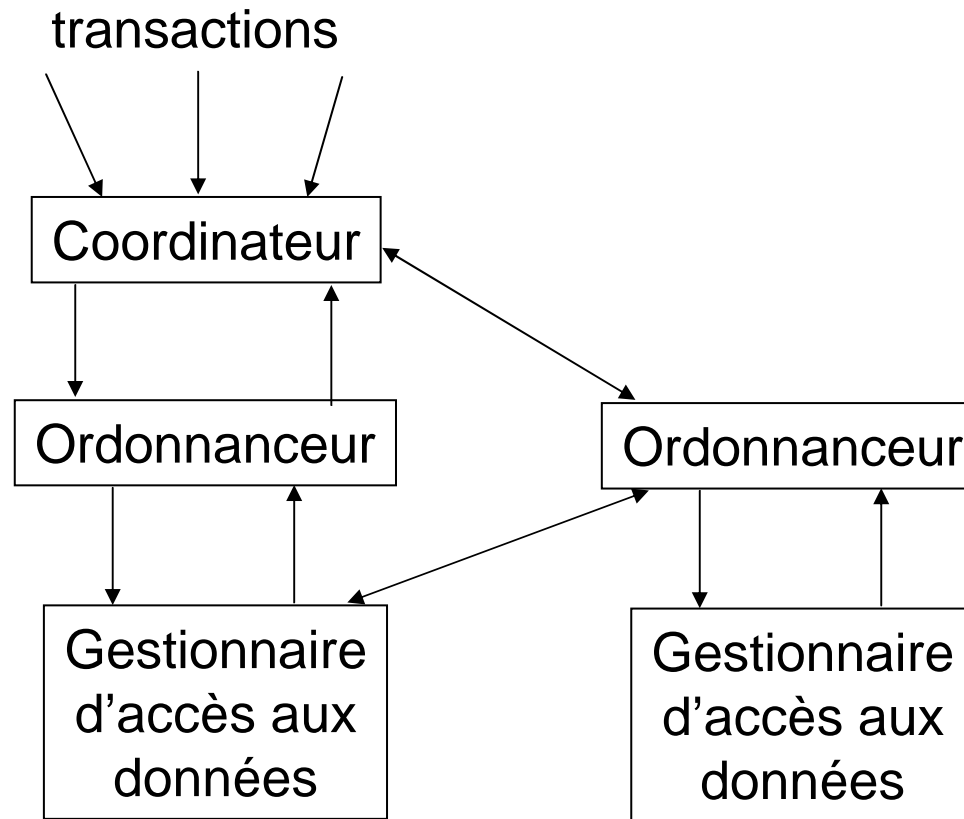 transactions
Coordinateur
Ordonnanceur
Ordonnanceur
Gestionnaire
d’accès aux
données
Gestionnaire
d’accès aux
données